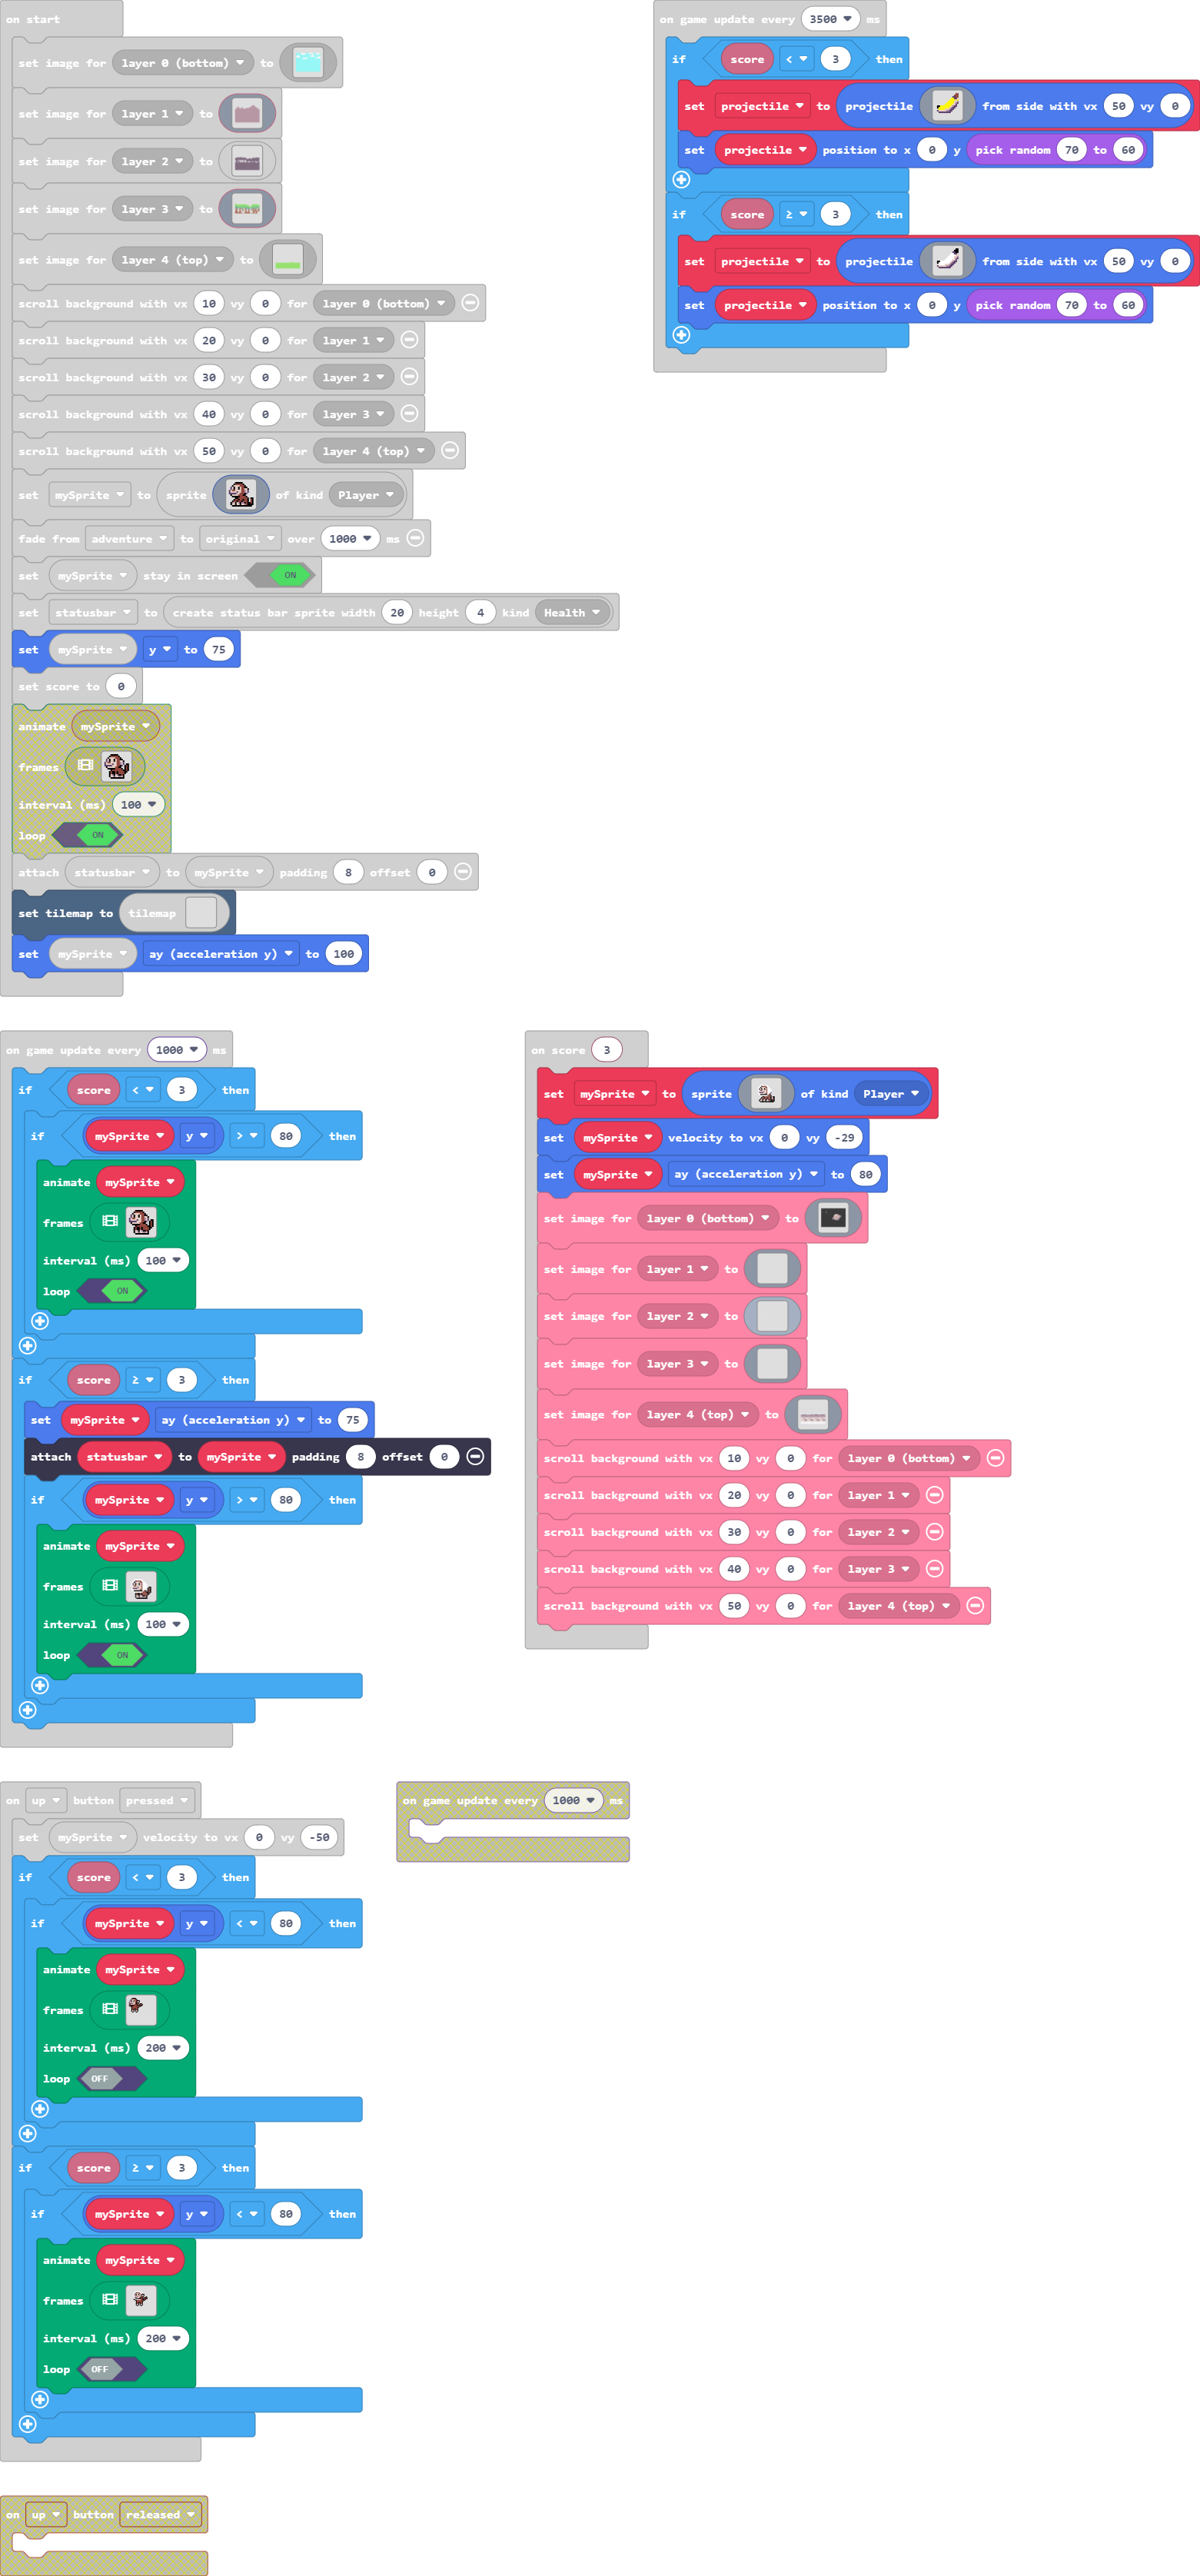 on start
set image for layer 0 (bottom) to
set image for layer 1 to
set image for layer 2 to
set image for layer 3 to
set image for layer 4 (top) to
scroll background with vx 10 vy 0 for layer 0 (bottom)
scroll background with vx 20 vy 0 for layer 1
scroll background with vx 30 vy 0 for layer 2
scroll background with vx 40 vy 0 for layer 3
scroll background with vx 50 vy 0 for layer 4 (top)
set mySprite to sprite of kind Player
fade from adventure to original over 1000 ms
set mySprite stay in screen ON
set statusbar to create status bar sprite width 20 height 4 kind Health
set mySprite y to 75
set score to 0
animate mySprite
frames
interval (ms) 100
loop ON
attach statusbar to mySprite padding 8 offset 0
set tilemap to tilemap
set mySprite ay (acceleration y) to 100
on game update every 3500 ms
if score < 3 then
set projectile to projectile from side with vx 50 vy 0
set projectile position to x 0 y pick random 70 to 60
if score ≥ 3 then
set projectile to projectile from side with vx 50 vy 0
set projectile position to x 0 y pick random 70 to 60
on game update every 1000 ms
if score < 3 then
if mySprite y > 80 then
animate mySprite
frames
interval (ms) 100
loop ON
if score ≥ 3 then
set mySprite ay (acceleration y) to 75
attach statusbar to mySprite padding 8 offset 0
if mySprite y > 80 then
animate mySprite
frames
interval (ms) 100
loop ON
on score 3
set mySprite to sprite of kind Player
set mySprite velocity to vx 0 vy -29
set mySprite ay (acceleration y) to 80
set image for layer 0 (bottom) to
set image for layer 1 to
set image for layer 2 to
set image for layer 3 to
set image for layer 4 (top) to
scroll background with vx 10 vy 0 for layer 0 (bottom)
scroll background with vx 20 vy 0 for layer 1
scroll background with vx 30 vy 0 for layer 2
scroll background with vx 40 vy 0 for layer 3
scroll background with vx 50 vy 0 for layer 4 (top)
on up button pressed
set mySprite velocity to vx 0 vy -50
if score < 3 then
if mySprite y < 80 then
animate mySprite
frames
interval (ms) 200
loop OFF
if score ≥ 3 then
if mySprite y < 80 then
animate mySprite
frames
interval (ms) 200
loop OFF
on game update every 1000 ms
on up button released